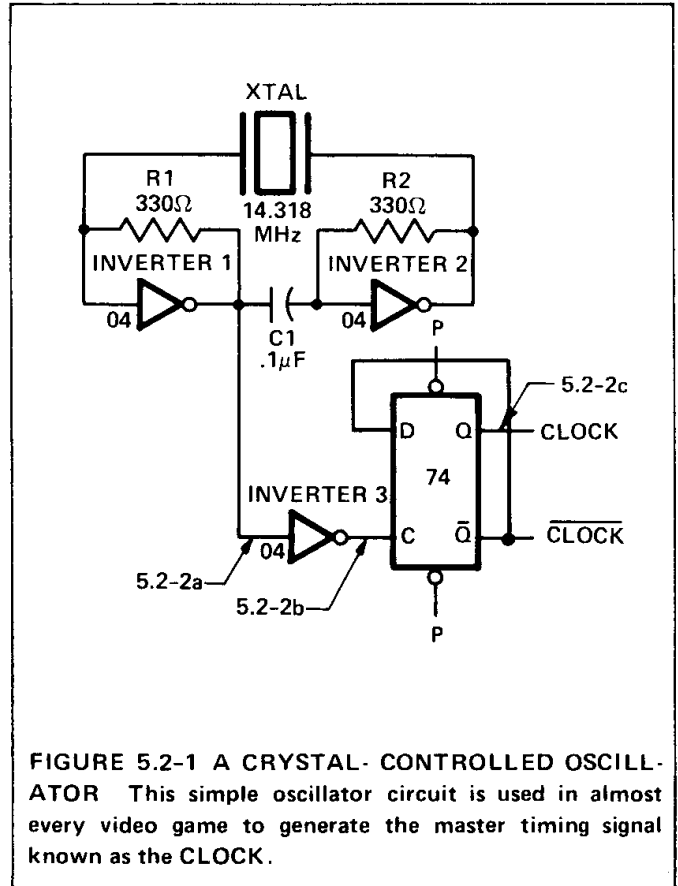 XTAL
R1
330Ω
14.318
MHz
R2
330Ω
INVERTER 1
INVERTER 2
04
C1
.1μF
04
P
5.2-2c
D
Q
CLOCK
74
INVERTER 3
04
C
Q̅
C̅L̅O̅C̅K̅
5.2-2a
5.2-2b
P
FIGURE 5.2-1 A CRYSTAL- CONTROLLED OSCILL-
ATOR This simple oscillator circuit is used in almost
every video game to generate the master timing signal
known as the CLOCK.